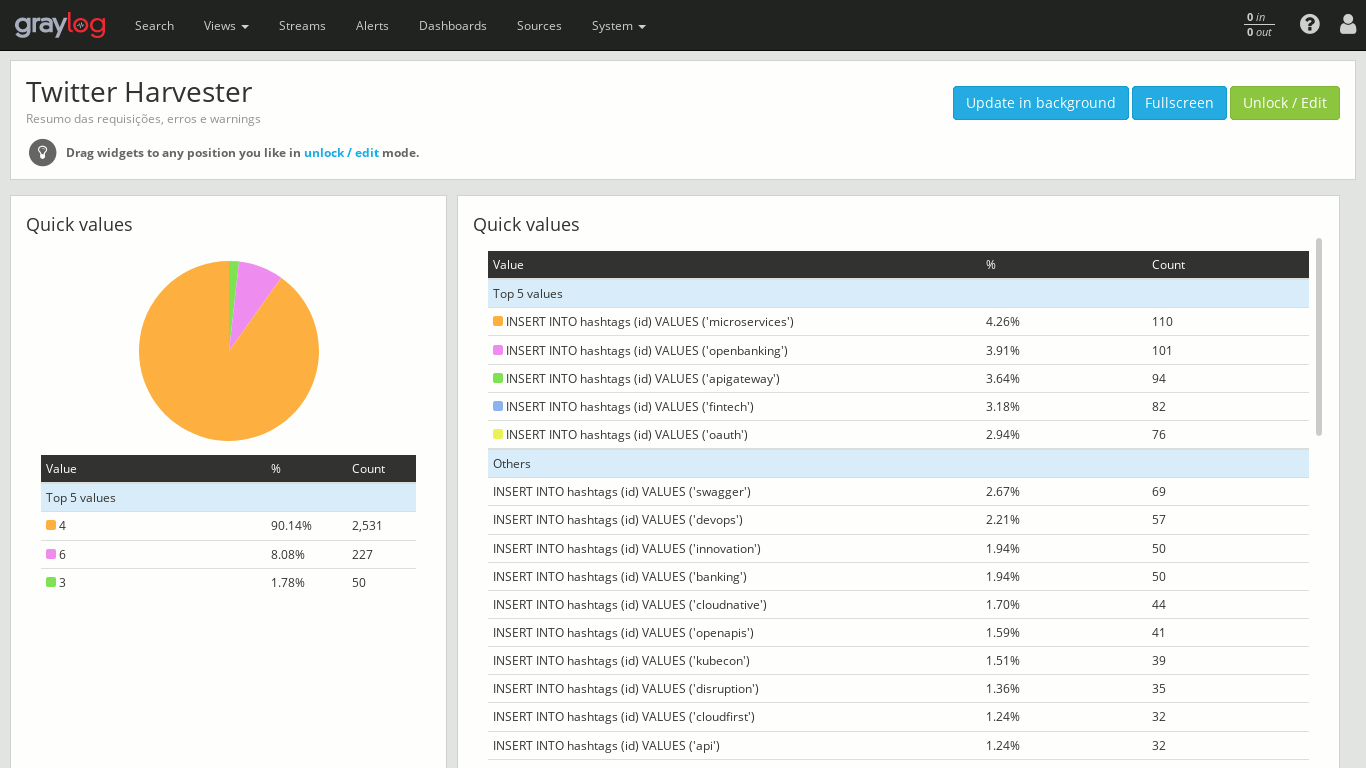 graylog Search Views Streams Alerts Dashboards Sources System 0 in
0 out
Twitter Harvester
Resumo das requisições, erros e warnings
Update in background Fullscreen Unlock / Edit
Drag widgets to any position you like in unlock / edit mode.
Quick values
Value % Count
Top 5 values
4 90.14% 2,531
6 8.08% 227
3 1.78% 50
Quick values
Value % Count
Top 5 values
INSERT INTO hashtags (id) VALUES ('microservices') 4.26% 110
INSERT INTO hashtags (id) VALUES ('openbanking') 3.91% 101
INSERT INTO hashtags (id) VALUES ('apigateway') 3.64% 94
INSERT INTO hashtags (id) VALUES ('fintech') 3.18% 82
INSERT INTO hashtags (id) VALUES ('oauth') 2.94% 76
Others
INSERT INTO hashtags (id) VALUES ('swagger') 2.67% 69
INSERT INTO hashtags (id) VALUES ('devops') 2.21% 57
INSERT INTO hashtags (id) VALUES ('innovation') 1.94% 50
INSERT INTO hashtags (id) VALUES ('banking') 1.94% 50
INSERT INTO hashtags (id) VALUES ('cloudnative') 1.70% 44
INSERT INTO hashtags (id) VALUES ('openapis') 1.59% 41
INSERT INTO hashtags (id) VALUES ('kubecon') 1.51% 39
INSERT INTO hashtags (id) VALUES ('disruption') 1.36% 35
INSERT INTO hashtags (id) VALUES ('cloudfirst') 1.24% 32
INSERT INTO hashtags (id) VALUES ('api') 1.24% 32